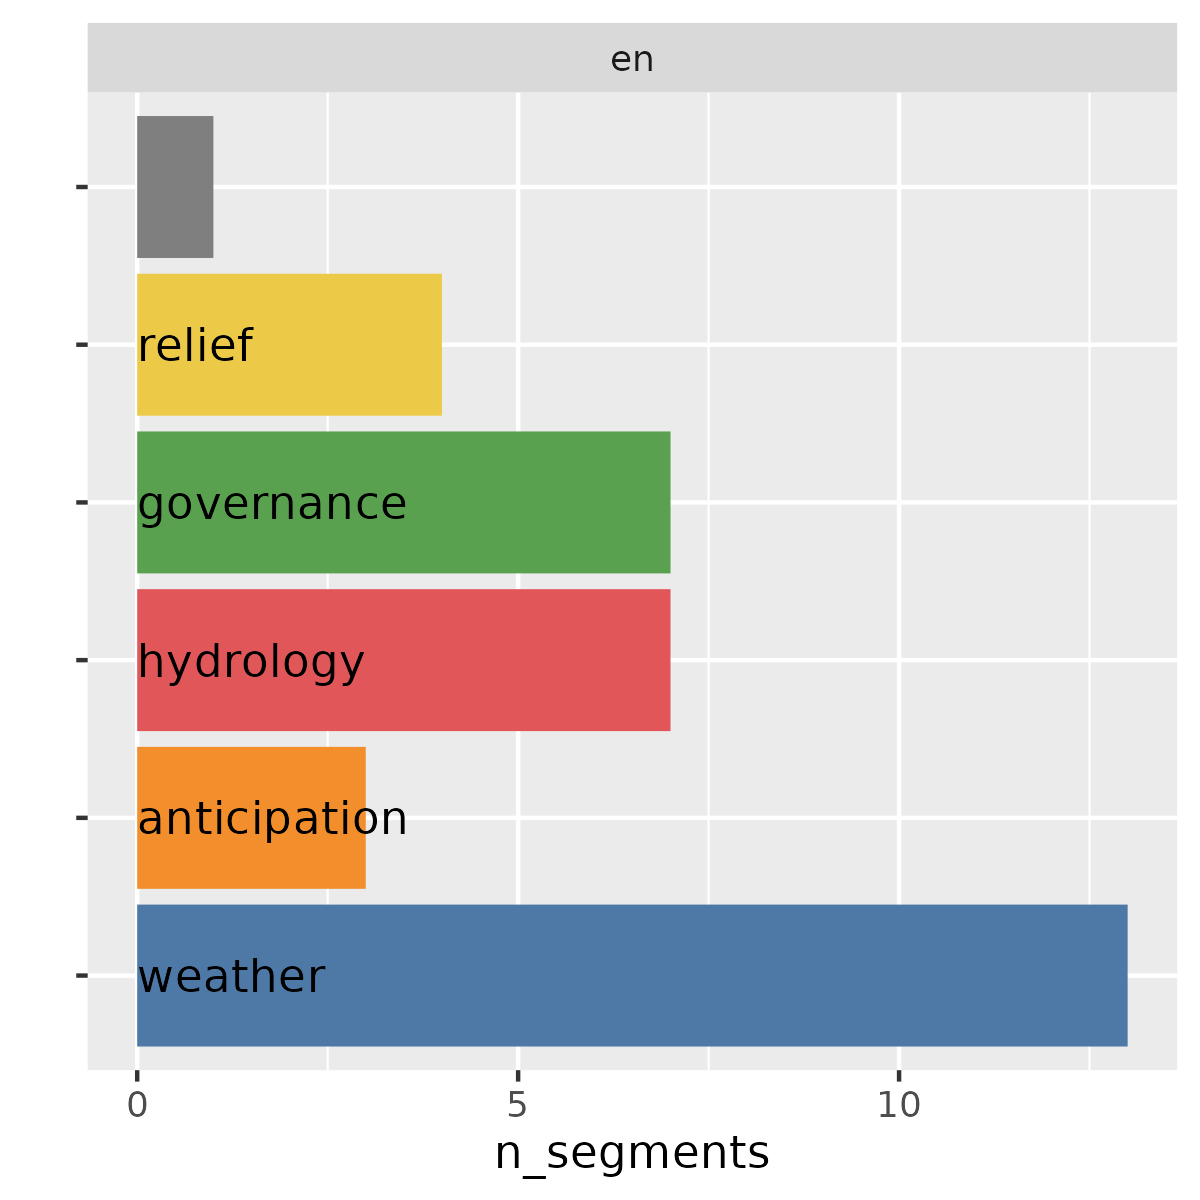 en
relief
governance
hydrology
anticipation
weather
0 5 10
n_segments